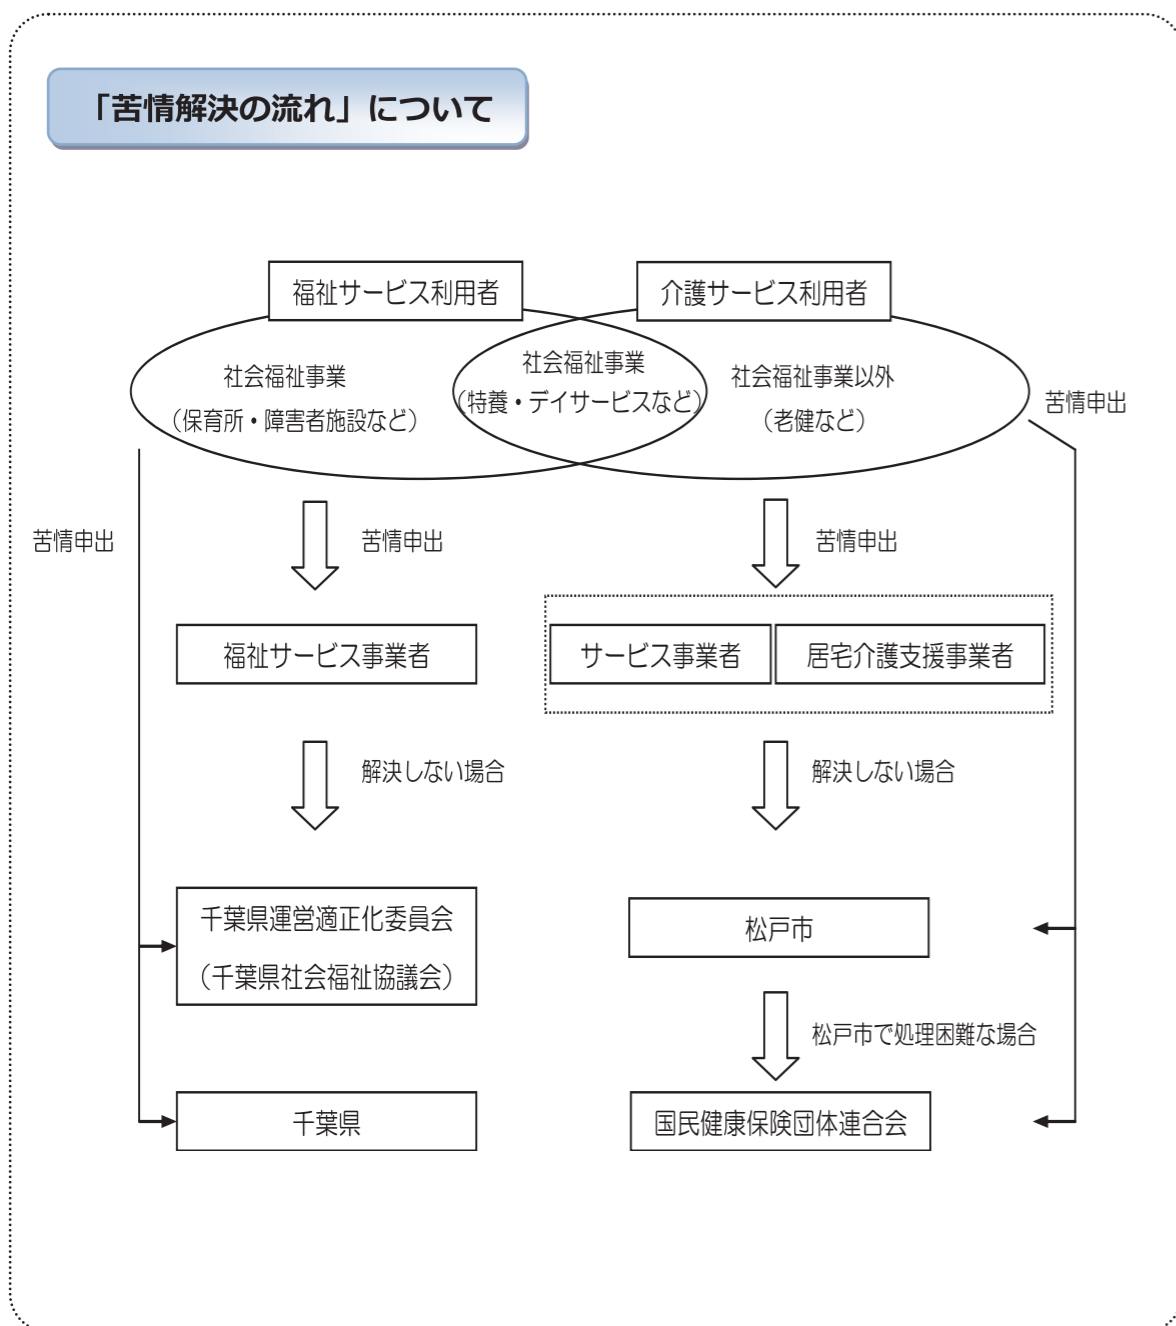 「苦情解決の流れ」について
福祉サービス利用者
介護サービス利用者
社会福祉事業
（保育所・障害者施設など）
社会福祉事業
（特養・デイサービスなど）
社会福祉事業以外
（老健など）
苦情申出
苦情申出
苦情申出
苦情申出
福祉サービス事業者
サービス事業者
居宅介護支援事業者
解決しない場合
解決しない場合
千葉県運営適正化委員会
（千葉県社会福祉協議会）
松戸市
松戸市で処理困難な場合
千葉県
国民健康保険団体連合会